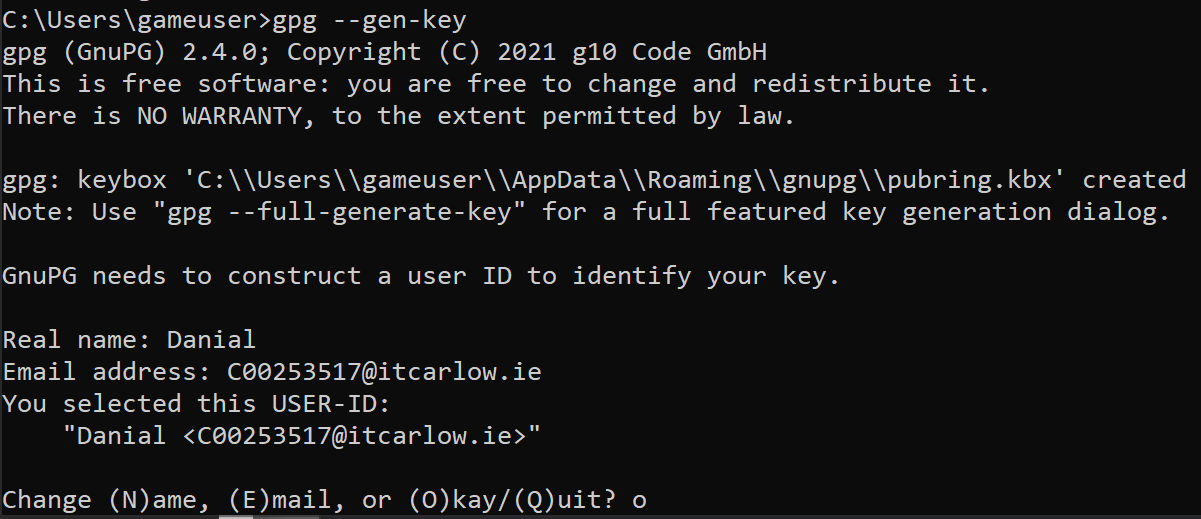 C:\Users\gameuser>gpg --gen-key
gpg (GnuPG) 2.4.0; Copyright (C) 2021 g10 Code GmbH
This is free software: you are free to change and redistribute it.
There is NO WARRANTY, to the extent permitted by law.
gpg: keybox 'C:\\Users\\gameuser\\AppData\\Roaming\\gnupg\\pubring.kbx' created
Note: Use "gpg --full-generate-key" for a full featured key generation dialog.
GnuPG needs to construct a user ID to identify your key.
Real name: Danial
Email address: C00253517@itcarlow.ie
You selected this USER-ID:
    "Danial <C00253517@itcarlow.ie>"
Change (N)ame, (E)mail, or (O)kay/(Q)uit? o